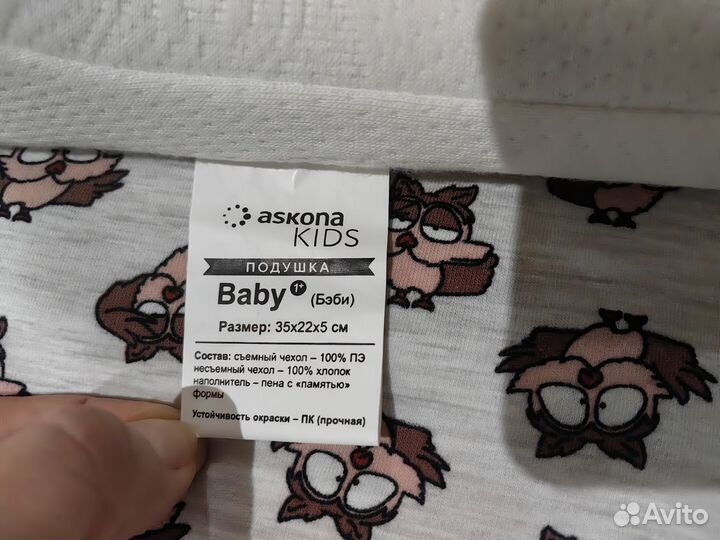 askona
KIDS
ПОДУШКА
Baby 1+ (Бэби)
Размер: 35х22х5 см
Состав: съемный чехол – 100% ПЭ
несъемный чехол – 100% хлопок
наполнитель – пена с «памятью»
формы
Устойчивость окраски – ПК (прочная)
Avito